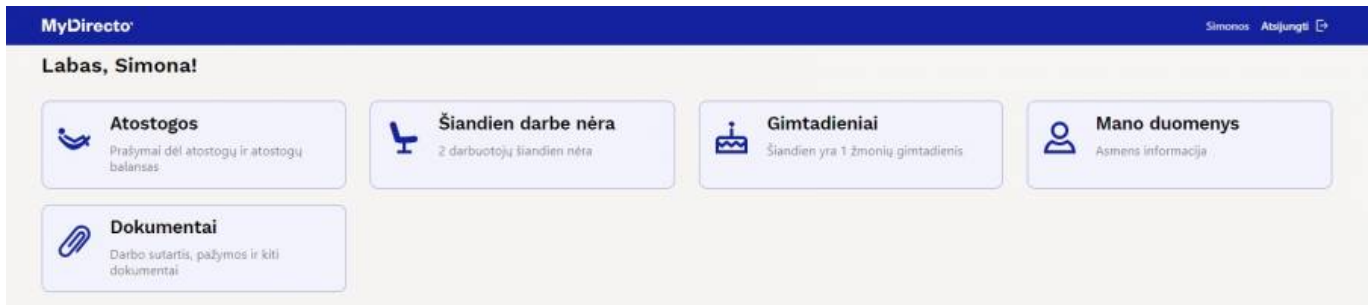 MyDirecto
Simonos Atsijungti
Labas, Simona!
Atostogos
Prašymai dėl atostogų ir atostogų
balansas
Šiandien darbe nėra
2 darbuotojų šiandien nėra
Gimtadieniai
Šiandien yra 1 žmonių gimtadienis
Mano duomenys
Asmens informacija
Dokumentai
Darbo sutartis, pažymos ir kiti
dokumentai